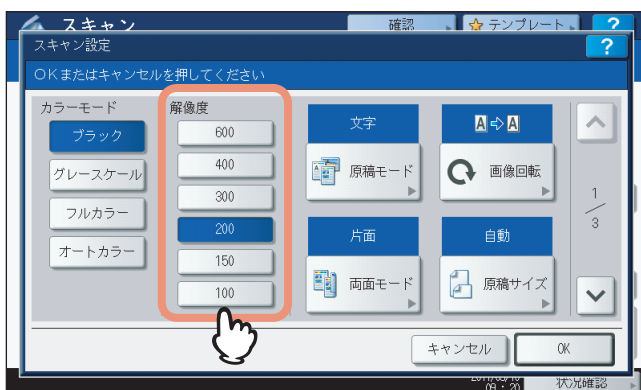 スキャン
確認
テンプレート
?
スキャン設定
?
OKまたはキャンセルを押してください
カラーモード
ブラック
グレースケール
フルカラー
オートカラー
解像度
600
400
300
200
150
100
文字
原稿モード
A⇨A
画像回転
片面
両面モード
自動
原稿サイズ
1/3
キャンセル
OK
09:20
状況確認